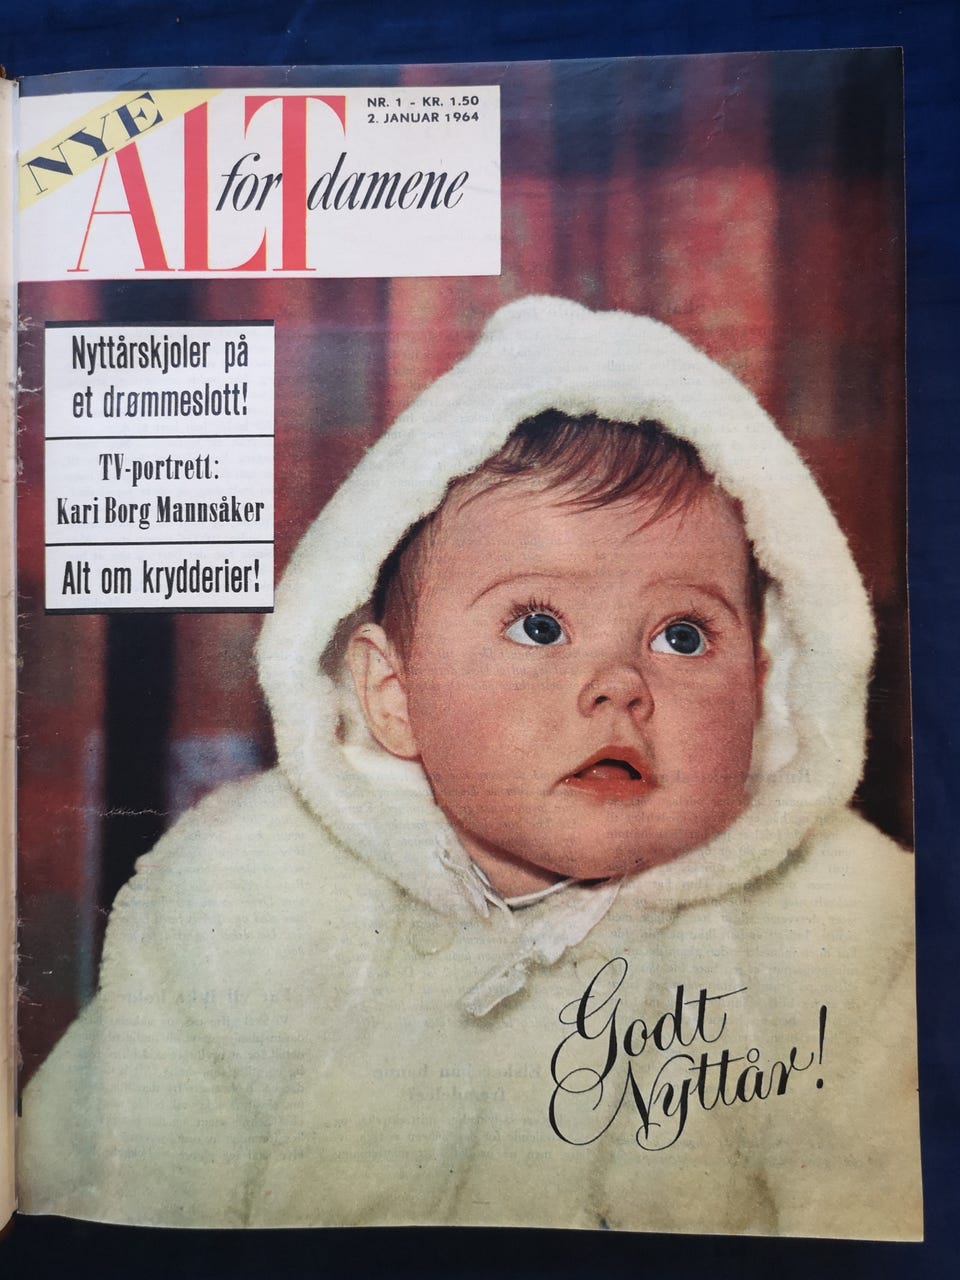 NYE
ALT for damene
NR. 1 - KR. 1.50
2. JANUAR 1964
Nyttårskjoler på
et drømmeslott!
TV-portrett:
Kari Borg Mannsåker
Alt om krydderier!
Godt
Nyttår!